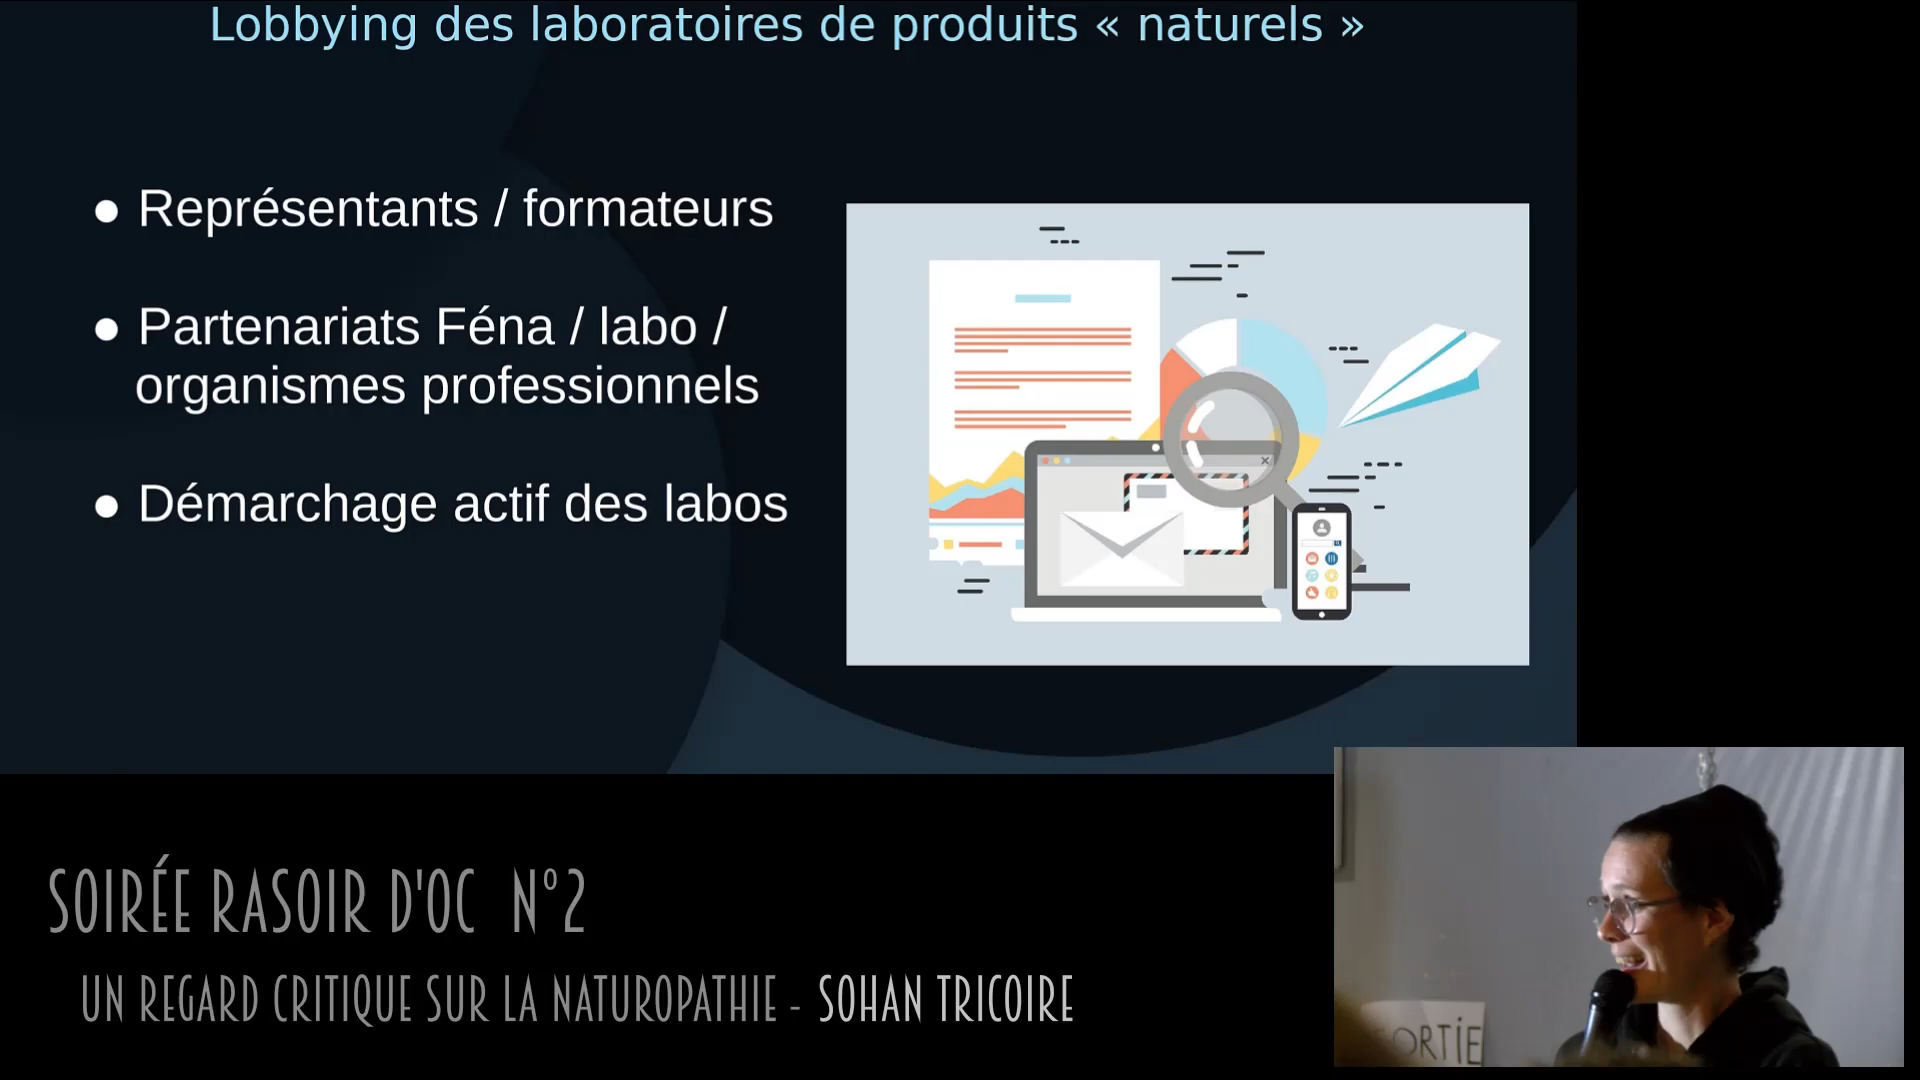 Lobbying des laboratoires de produits « naturels »
● Représentants / formateurs
● Partenariats Féna / labo /
organismes professionnels
● Démarchage actif des labos
SOIRÉE RASOIR D'OC N°2
UN REGARD CRITIQUE SUR LA NATUROPATHIE - SOHAN TRICOIRE
SORTIE